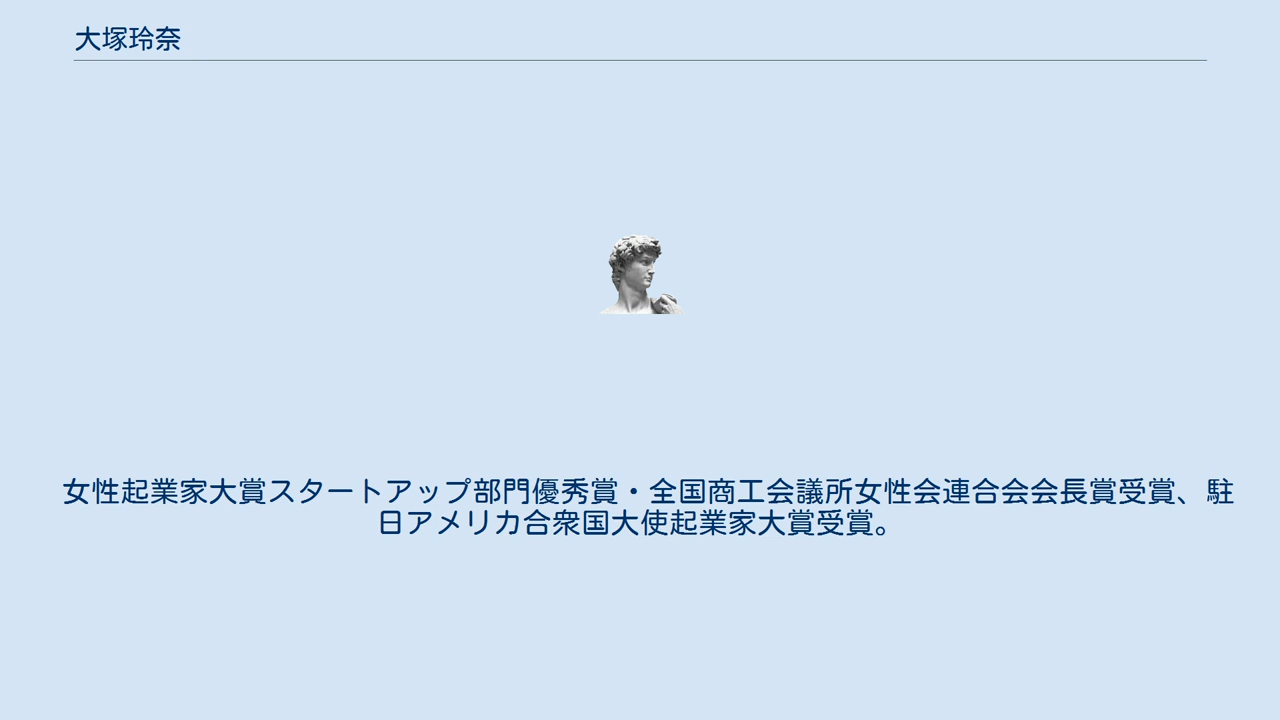 大塚玲奈
女性起業家大賞スタートアップ部門優秀賞・全国商工会議所女性会連合会会長賞受賞、駐
日アメリカ合衆国大使起業家大賞受賞。